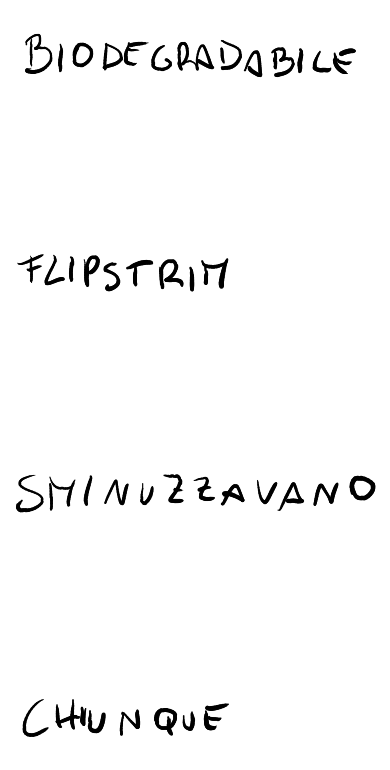 BIODEGRADABILE
FLIPSTRIM
SMINUZZAVANO
CHIUNQUE